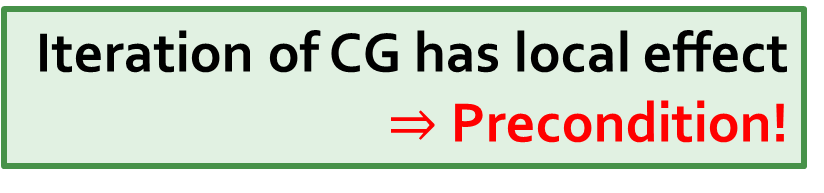 Iteration of CG has local effect
⇒ Precondition!